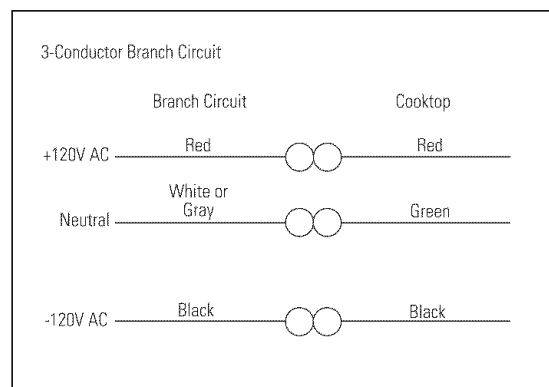 3-Conductor Branch Circuit
Branch Circuit Cooktop
+120V AC Red Red
White or
Gray
Neutral Green
-120V AC Black Black